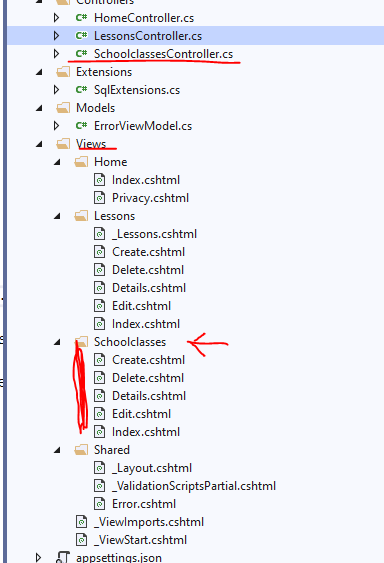 Controllers
C# HomeController.cs
C# LessonsController.cs
C# SchoolclassesController.cs
Extensions
C# SqlExtensions.cs
Models
C# ErrorViewModel.cs
Views
Home
Index.cshtml
Privacy.cshtml
Lessons
_Lessons.cshtml
Create.cshtml
Delete.cshtml
Details.cshtml
Edit.cshtml
Index.cshtml
Schoolclasses
Create.cshtml
Delete.cshtml
Details.cshtml
Edit.cshtml
Index.cshtml
Shared
_Layout.cshtml
_ValidationScriptsPartial.cshtml
Error.cshtml
_ViewImports.cshtml
_ViewStart.cshtml
appsettings.json